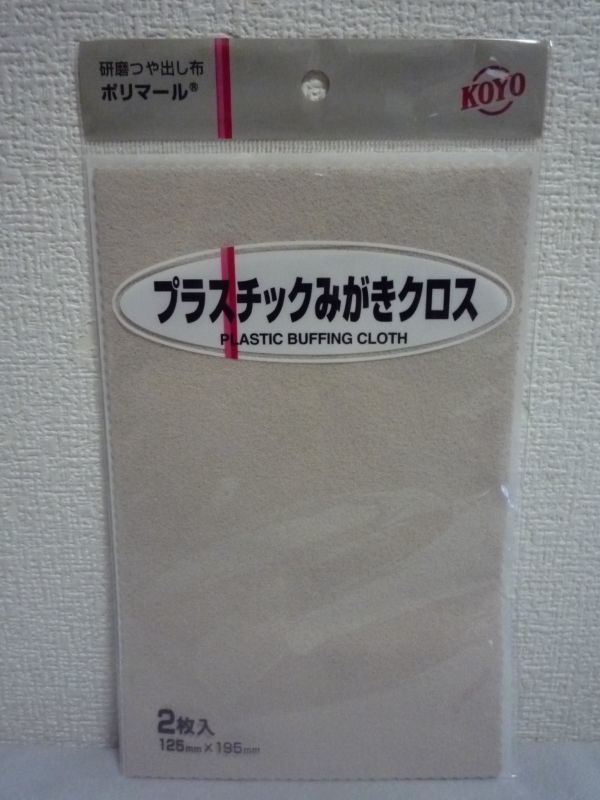 研磨つや出し布
ポリマール®
KOYO
プラスチックみがきクロス
PLASTIC BUFFING CLOTH
2枚入
125mm×195mm